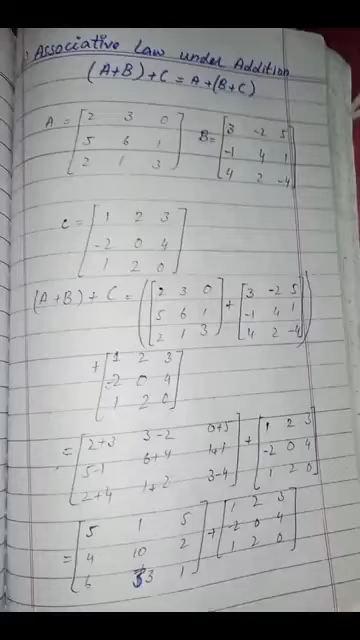 Associative Law under Addition
(A+B)+C = A+(B+C)
A = [2 3 0 B = [3 -2 5
5 6 1 -1 4 1
2 1 3] 4 2 -4]
C = [1 2 3
-2 0 4
1 2 0]
(A+B)+C = ([2 3 0 + [3 -2 5
5 6 1 -1 4 1
2 1 3] 4 2 -4])
+ [1 2 3
-2 0 4
1 2 0]
= [2+3 3-2 0+5 + [1 2 3
5-1 6+4 1+1 -2 0 4
2+4 1+2 3-4] 1 2 0]
= [5 1 5 + [1 2 3
4 10 2 -2 0 4
6 3 1] 1 2 0]